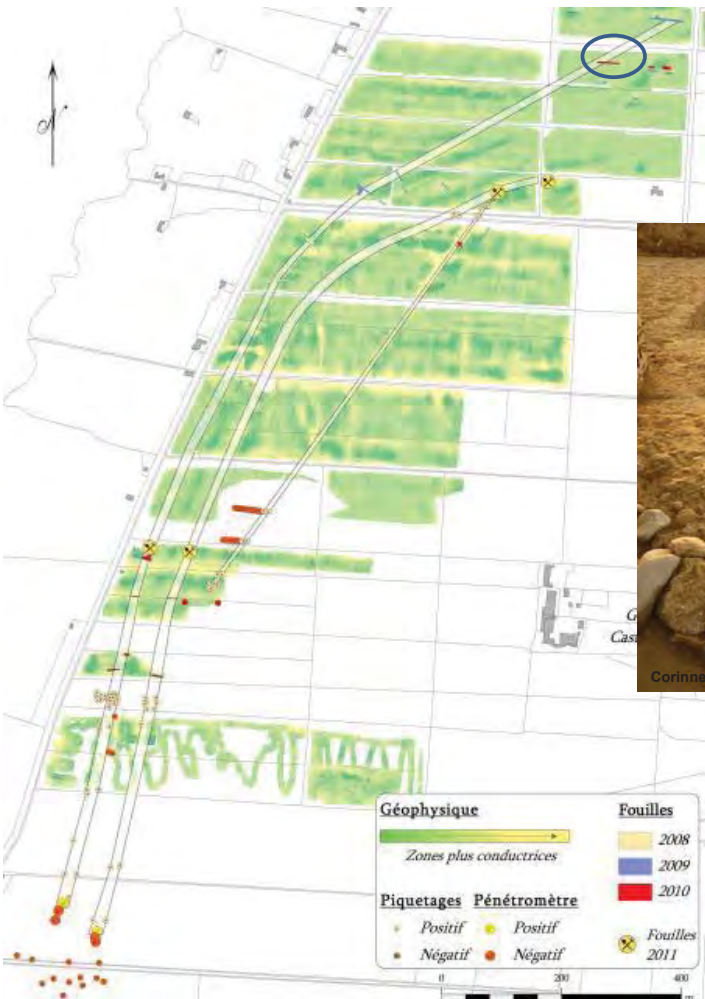 N
G
Cas
Corinne
Géophysique
Zones plus conductrices
Piquetages Pénétromètre
Positif Positif
Négatif Négatif
Fouilles
2008
2009
2010
Fouilles
2011
0 200 400
m